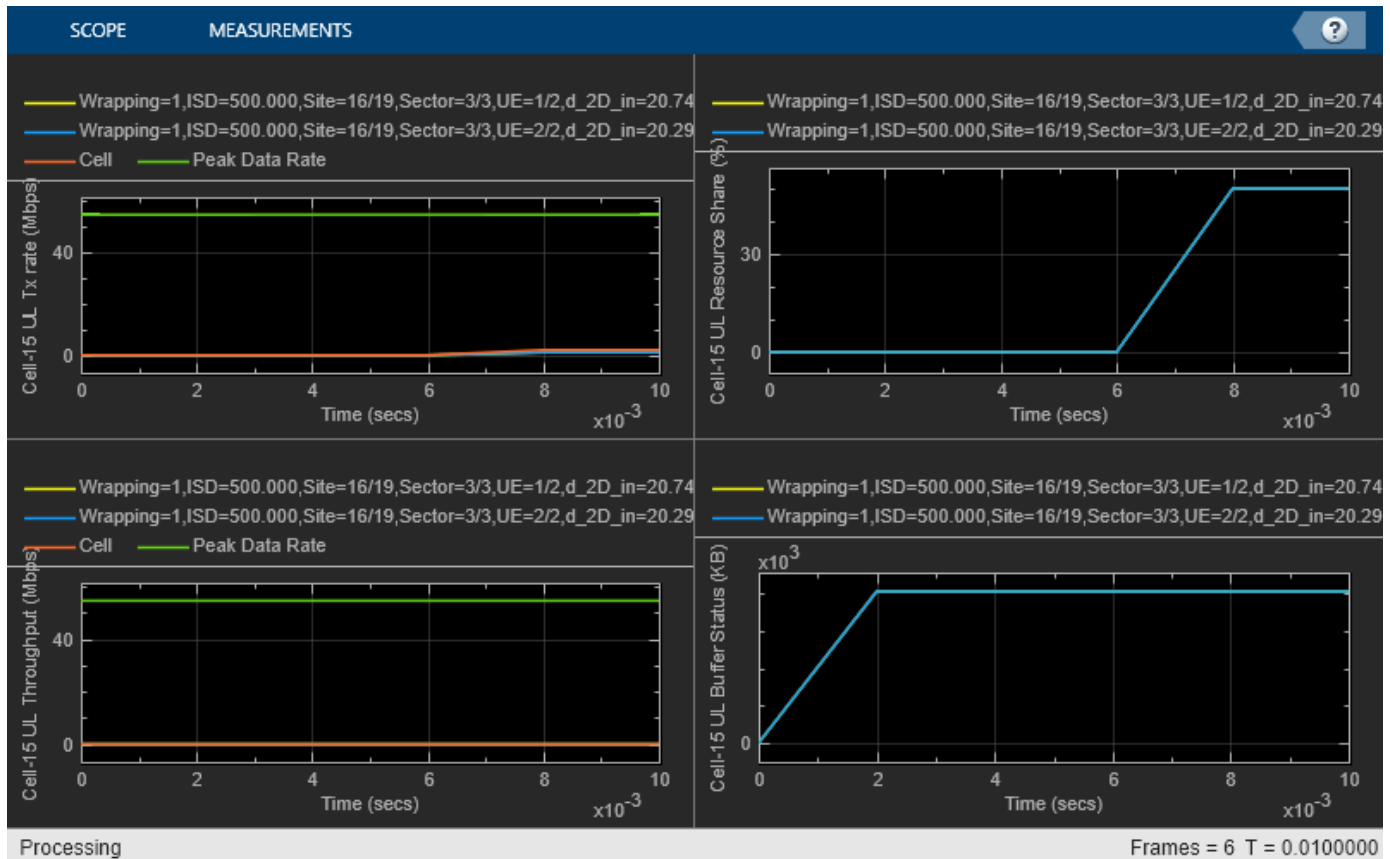 SCOPE MEASUREMENTS ?
Wrapping=1,ISD=500.000,Site=16/19,Sector=3/3,UE=1/2,d_2D_in=20.74
Wrapping=1,ISD=500.000,Site=16/19,Sector=3/3,UE=2/2,d_2D_in=20.29
Cell Peak Data Rate
Cell-15 UL Tx rate (Mbps)
40
0
0 2 4 6 8 10
Time (secs)
x10-3
Wrapping=1,ISD=500.000,Site=16/19,Sector=3/3,UE=1/2,d_2D_in=20.74
Wrapping=1,ISD=500.000,Site=16/19,Sector=3/3,UE=2/2,d_2D_in=20.29
Cell-15 UL Resource Share (%)
30
0
0 2 4 6 8 10
Time (secs)
x10-3
Wrapping=1,ISD=500.000,Site=16/19,Sector=3/3,UE=1/2,d_2D_in=20.74
Wrapping=1,ISD=500.000,Site=16/19,Sector=3/3,UE=2/2,d_2D_in=20.29
Cell Peak Data Rate
Cell-15 UL Throughput (Mbps)
40
0
0 2 4 6 8 10
Time (secs)
x10-3
Wrapping=1,ISD=500.000,Site=16/19,Sector=3/3,UE=1/2,d_2D_in=20.74
Wrapping=1,ISD=500.000,Site=16/19,Sector=3/3,UE=2/2,d_2D_in=20.29
x103
Cell-15 UL Buffer Status (KB)
0
0 2 4 6 8 10
Time (secs)
x10-3
Processing
Frames = 6 T = 0.0100000